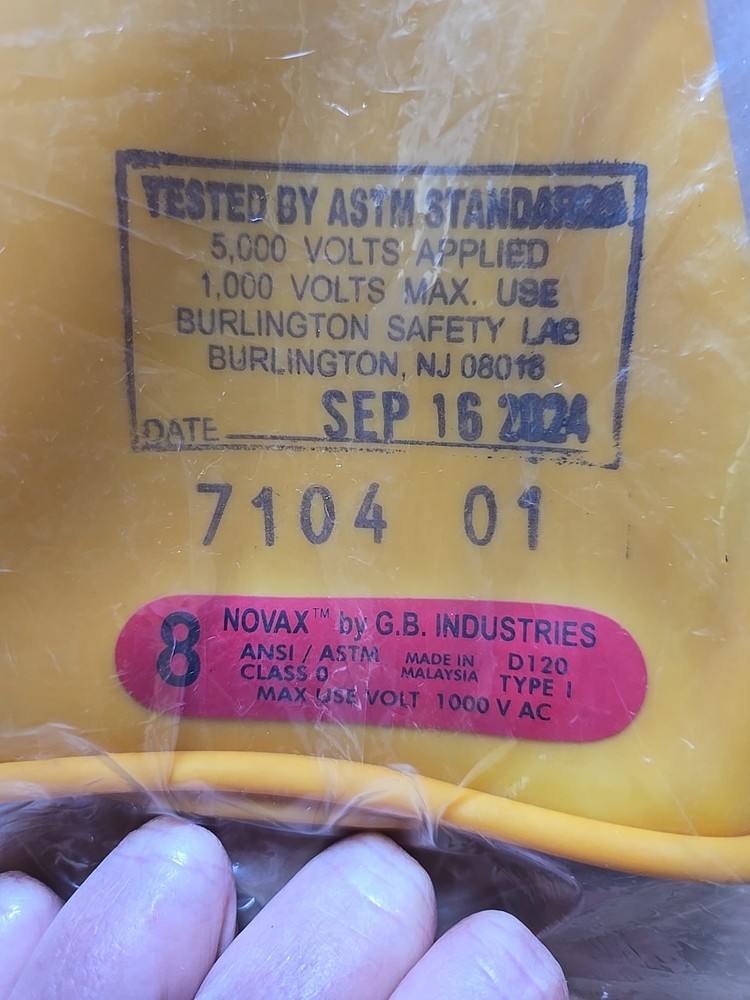 TESTED BY ASTM STANDARDS
5,000 VOLTS APPLIED
1,000 VOLTS MAX. USE
BURLINGTON SAFETY LAB
BURLINGTON, NJ 08016
DATE SEP 16 2024
7104 01
8 NOVAX™ by G.B. INDUSTRIES
ANSI / ASTM MADE IN D120
CLASS 0 MALAYSIA TYPE I
MAX USE VOLT 1000 V AC